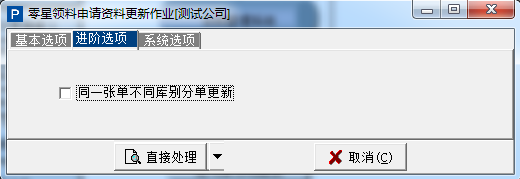 零星领料申请资料更新作业[测试公司]
基本选项 进阶选项 系统选项
同一张单不同库别分单更新
直接处理 取消(C)